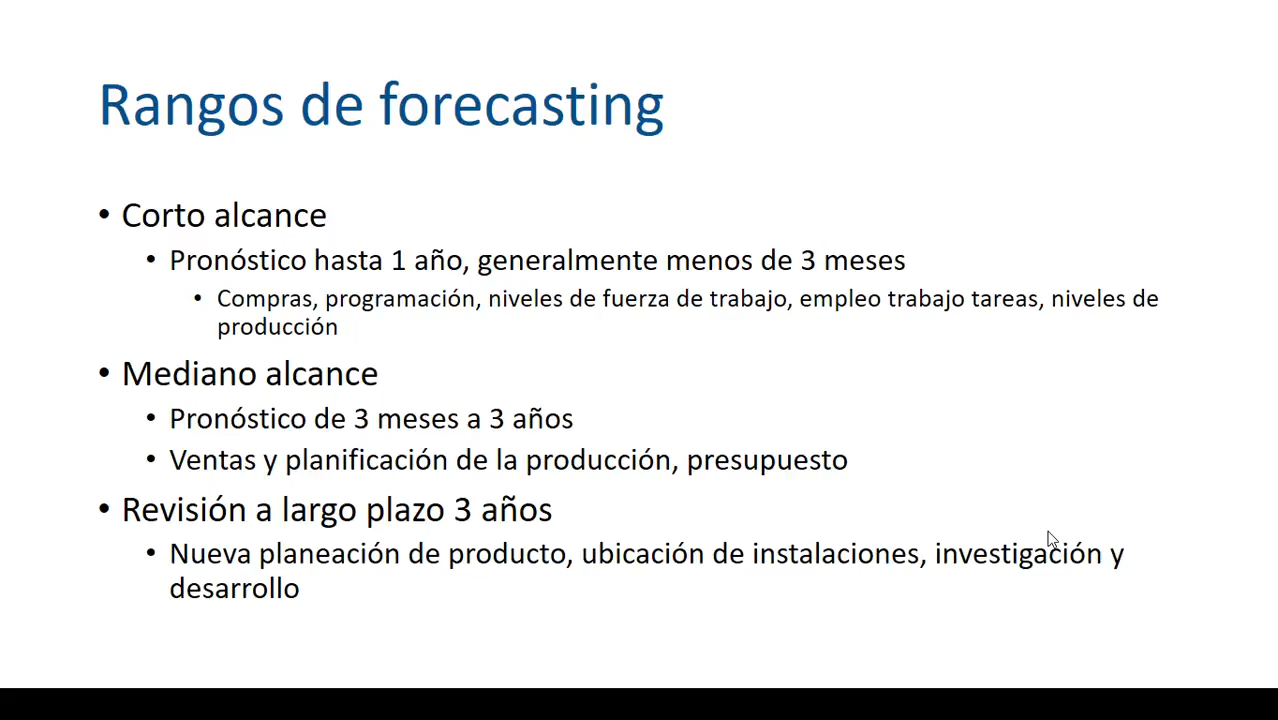 Rangos de forecasting
• Corto alcance
• Pronóstico hasta 1 año, generalmente menos de 3 meses
• Compras, programación, niveles de fuerza de trabajo, empleo trabajo tareas, niveles de
producción
• Mediano alcance
• Pronóstico de 3 meses a 3 años
• Ventas y planificación de la producción, presupuesto
• Revisión a largo plazo 3 años
• Nueva planeación de producto, ubicación de instalaciones, investigación y
desarrollo